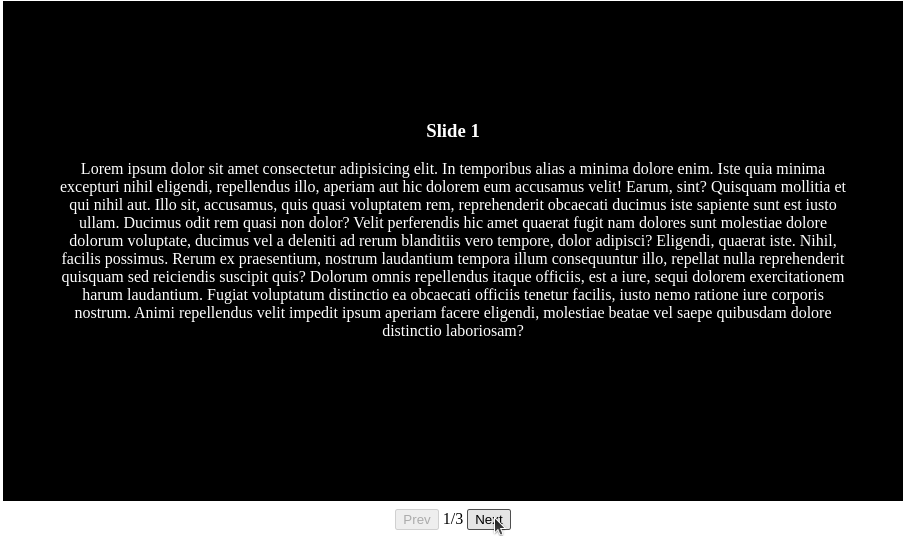 Slide 1
Lorem ipsum dolor sit amet consectetur adipisicing elit. In temporibus alias a minima dolore enim. Iste quia minima
excepturi nihil eligendi, repellendus illo, aperiam aut hic dolorem eum accusamus velit! Earum, sint? Quisquam mollitia et
qui nihil aut. Illo sit, accusamus, quis quasi voluptatem rem, reprehenderit obcaecati ducimus iste sapiente sunt est iusto
ullam. Ducimus odit rem quasi non dolor? Velit perferendis hic amet quaerat fugit nam dolores sunt molestiae dolore
dolorum voluptate, ducimus vel a deleniti ad rerum blanditiis vero tempore, dolor adipisci? Eligendi, quaerat iste. Nihil,
facilis possimus. Rerum ex praesentium, nostrum laudantium tempora illum consequuntur illo, repellat nulla reprehenderit
quisquam sed reiciendis suscipit quis? Dolorum omnis repellendus itaque officiis, est a iure, sequi dolorem exercitationem
harum laudantium. Fugiat voluptatum distinctio ea obcaecati officiis tenetur facilis, iusto nemo ratione iure corporis
nostrum. Animi repellendus velit impedit ipsum aperiam facere eligendi, molestiae beatae vel saepe quibusdam dolore
distinctio laboriosam?
Prev 1/3 Next